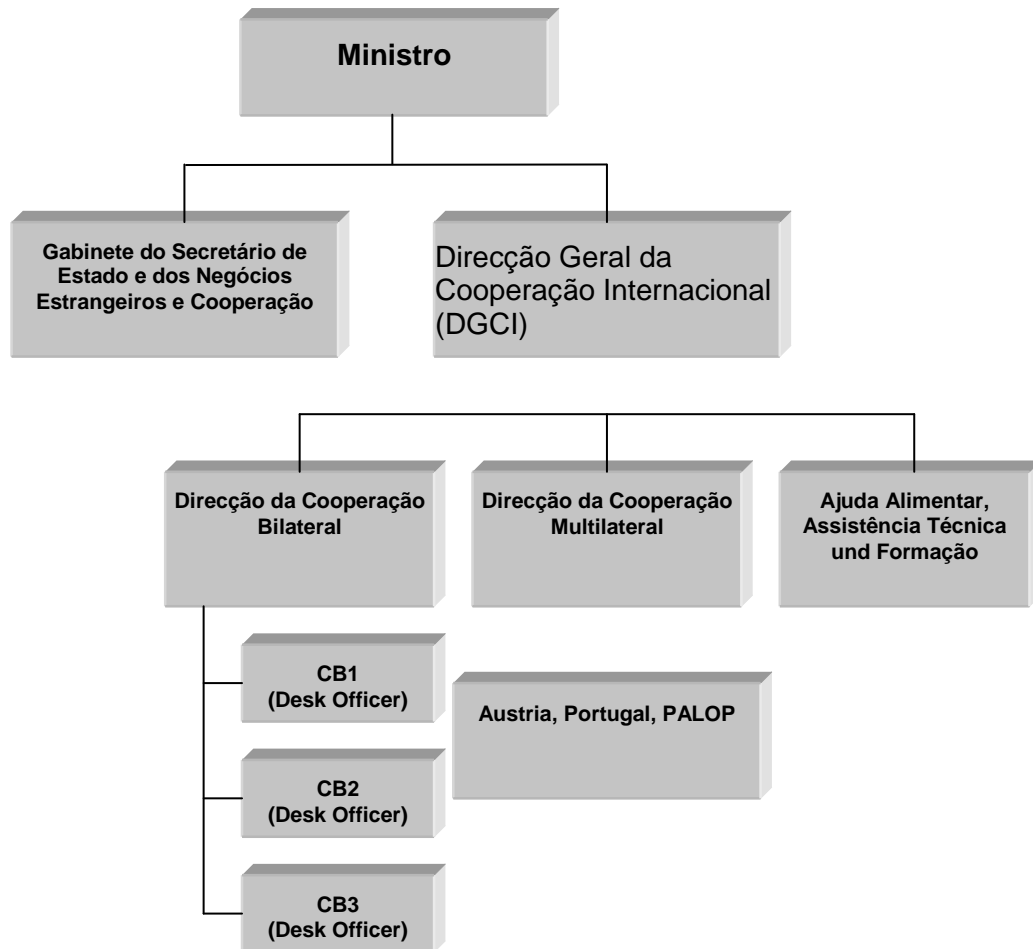 Ministro
Gabinete do Secretário de
Estado e dos Negócios
Estrangeiros e Cooperação
Direcção Geral da
Cooperação Internacional
(DGCI)
Direcção da Cooperação
Bilateral
Direcção da Cooperação
Multilateral
Ajuda Alimentar,
Assistência Técnica
und Formação
CB1
(Desk Officer)
Austria, Portugal, PALOP
CB2
(Desk Officer)
CB3
(Desk Officer)